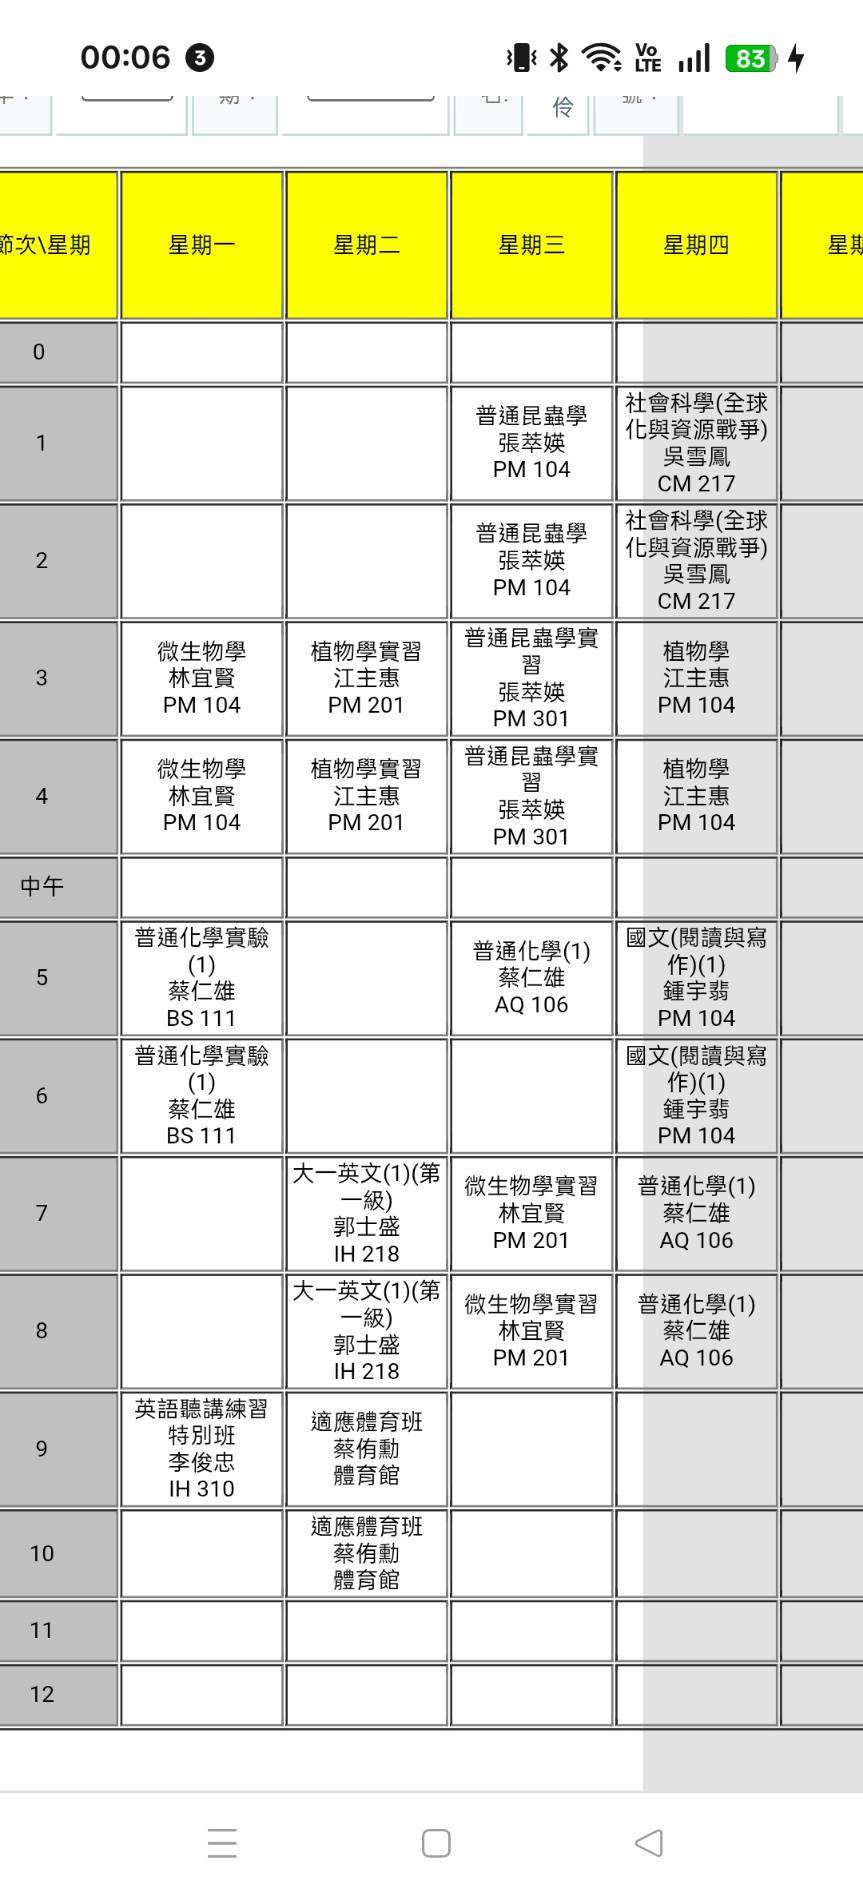 00:06 3 Vo LTE 83
伶
節次\星期 星期一 星期二 星期三 星期四
0
1
普通昆蟲學
張萃媖
PM 104
社會科學(全球
化與資源戰爭)
吳雪鳳
CM 217
2
普通昆蟲學
張萃媖
PM 104
社會科學(全球
化與資源戰爭)
吳雪鳳
CM 217
3
微生物學
林宜賢
PM 104
植物學實習
江主惠
PM 201
普通昆蟲學實
習
張萃媖
PM 301
植物學
江主惠
PM 104
4
微生物學
林宜賢
PM 104
植物學實習
江主惠
PM 201
普通昆蟲學實
習
張萃媖
PM 301
植物學
江主惠
PM 104
中午
5
普通化學實驗
(1)
蔡仁雄
BS 111
普通化學(1)
蔡仁雄
AQ 106
國文(閱讀與寫
作)(1)
鍾宇翡
PM 104
6
普通化學實驗
(1)
蔡仁雄
BS 111
國文(閱讀與寫
作)(1)
鍾宇翡
PM 104
7
大一英文(1)(第
一級)
郭士盛
IH 218
微生物學實習
林宜賢
PM 201
普通化學(1)
蔡仁雄
AQ 106
8
大一英文(1)(第
一級)
郭士盛
IH 218
微生物學實習
林宜賢
PM 201
普通化學(1)
蔡仁雄
AQ 106
9
英語聽講練習
特別班
李俊忠
IH 310
適應體育班
蔡侑勳
體育館
10
適應體育班
蔡侑勳
體育館
11
12